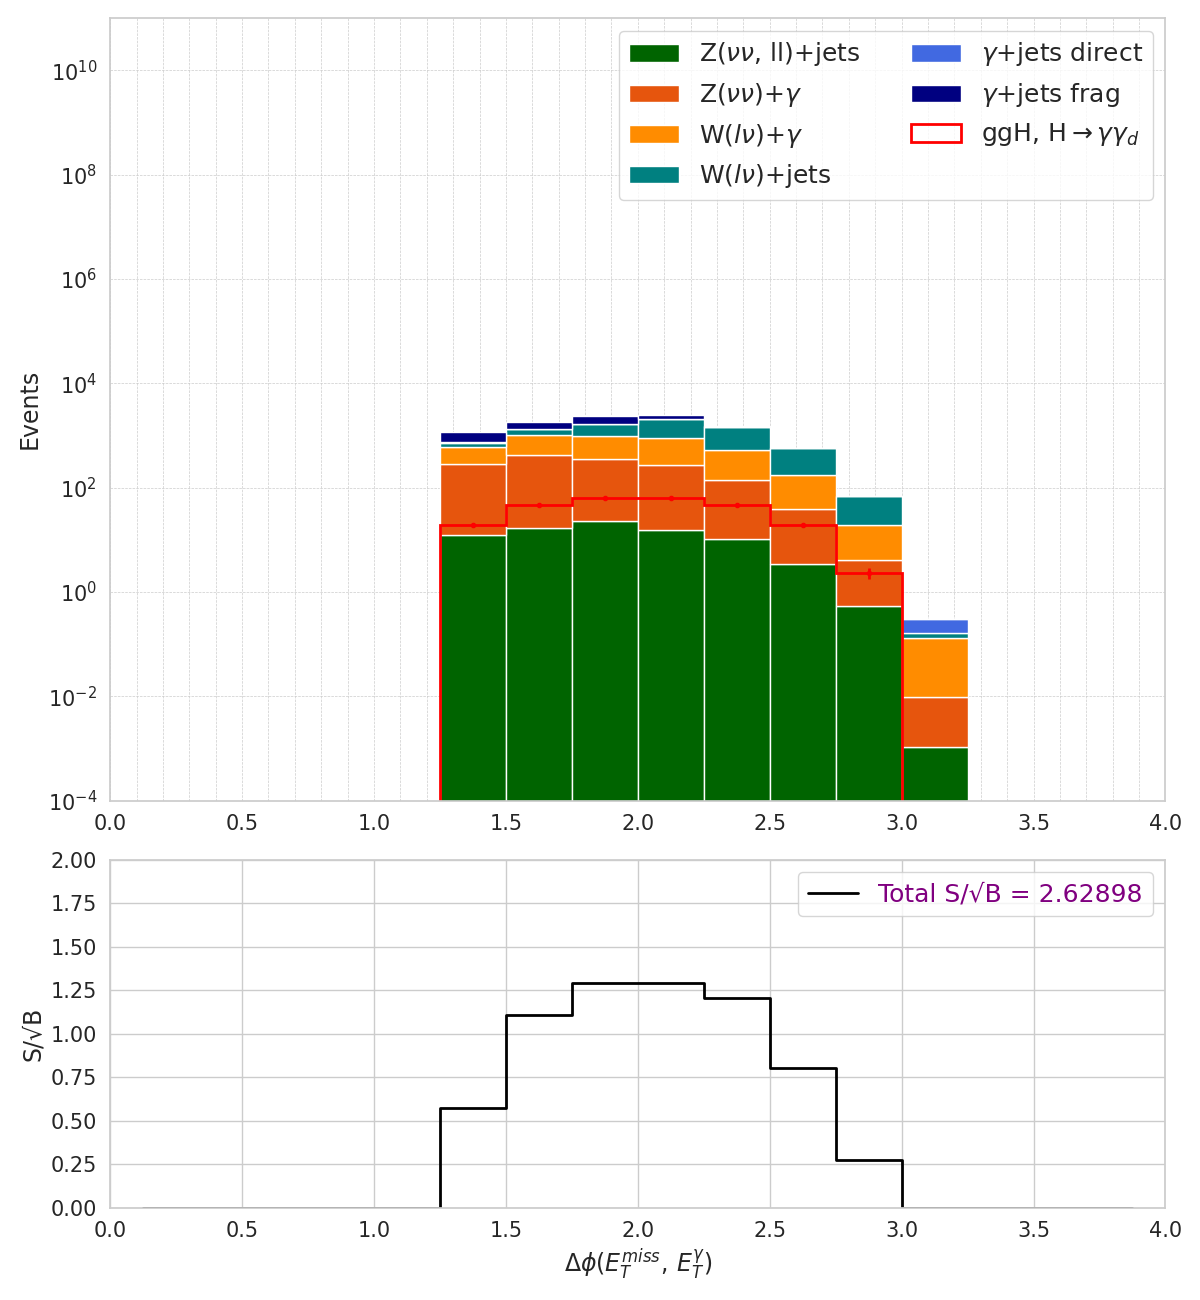 Z(νν, ll)+jets
Z(νν)+γ
W(lν)+γ
W(lν)+jets
γ+jets direct
γ+jets frag
ggH, H→γγ_d
Events
10^10
10^8
10^6
10^4
10^2
10^0
10^−2
10^−4
0.0 0.5 1.0 1.5 2.0 2.5 3.0 3.5 4.0
Total S/√B = 2.62898
S/√B
2.00
1.75
1.50
1.25
1.00
0.75
0.50
0.25
0.00
0.0 0.5 1.0 1.5 2.0 2.5 3.0 3.5 4.0
Δϕ(E_T^miss, E_T^γ)